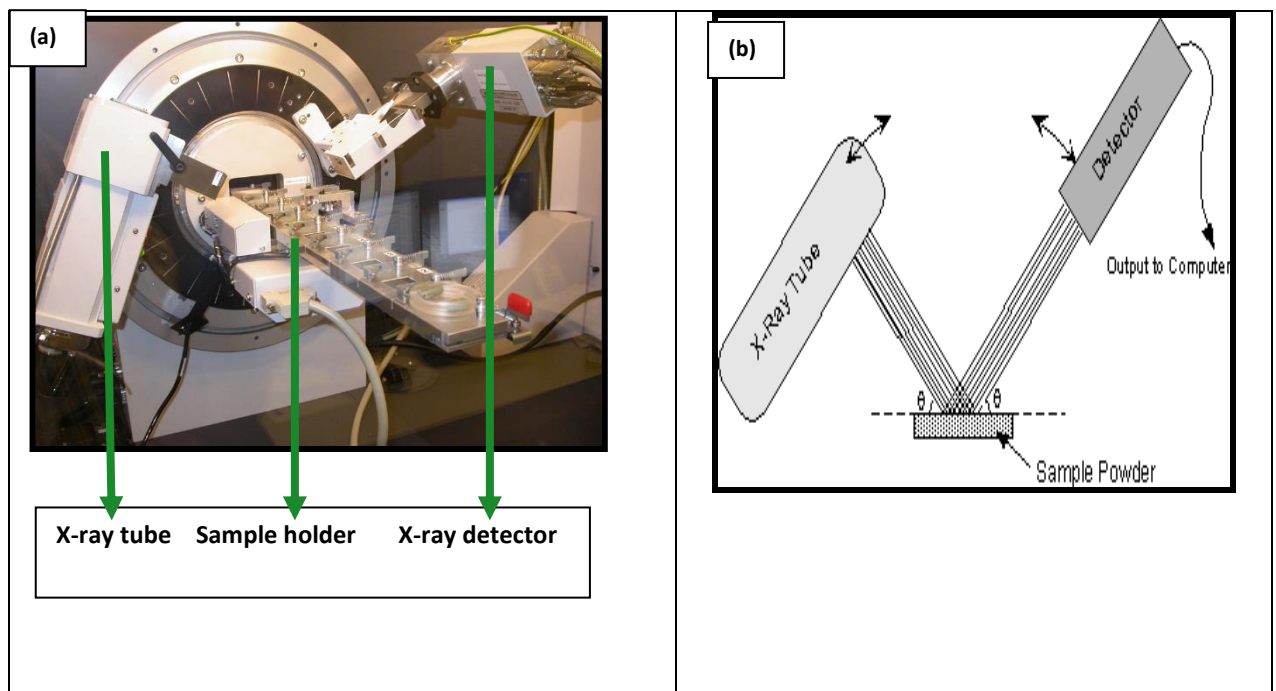 (a)
X-ray tube Sample holder X-ray detector
(b)
X-Ray Tube
Detector
Output to Computer
θ θ
Sample Powder